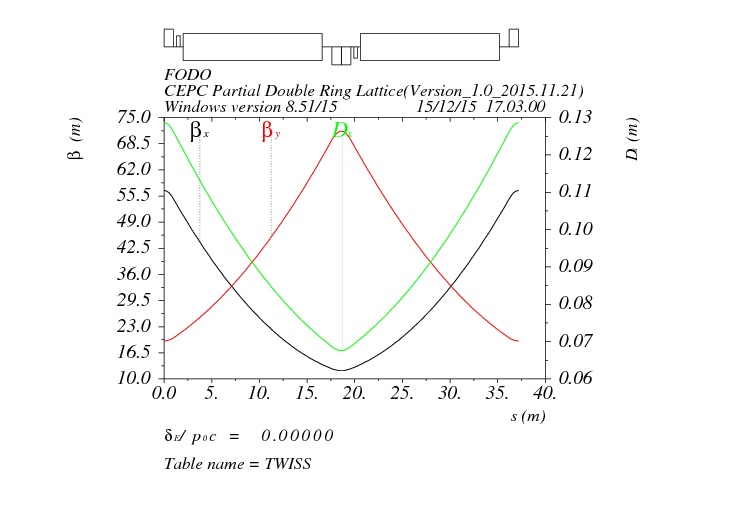 FODO
CEPC Partial Double Ring Lattice(Version_1.0_2015.11.21)
Windows version 8.51/15 15/12/15 17.03.00
β (m)
75.0
68.5
62.0
55.5
49.0
42.5
36.0
29.5
23.0
16.5
10.0
βx βy Dx
0.13
0.12
0.11
0.10
0.09
0.08
0.07
0.06
D (m)
0.0 5. 10. 15. 20. 25. 30. 35. 40.
s (m)
δE/ p0c = 0.00000
Table name = TWISS